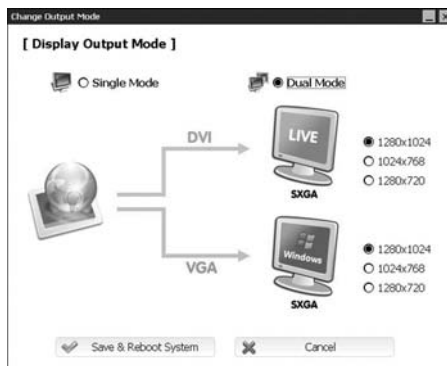 Change Output Mode
[ Display Output Mode ]
Single Mode
Dual Mode
DVI
LIVE
SXGA
1280x1024
1024x768
1280x720
VGA
Windows
SXGA
1280x1024
1024x768
1280x720
Save & Reboot System
Cancel